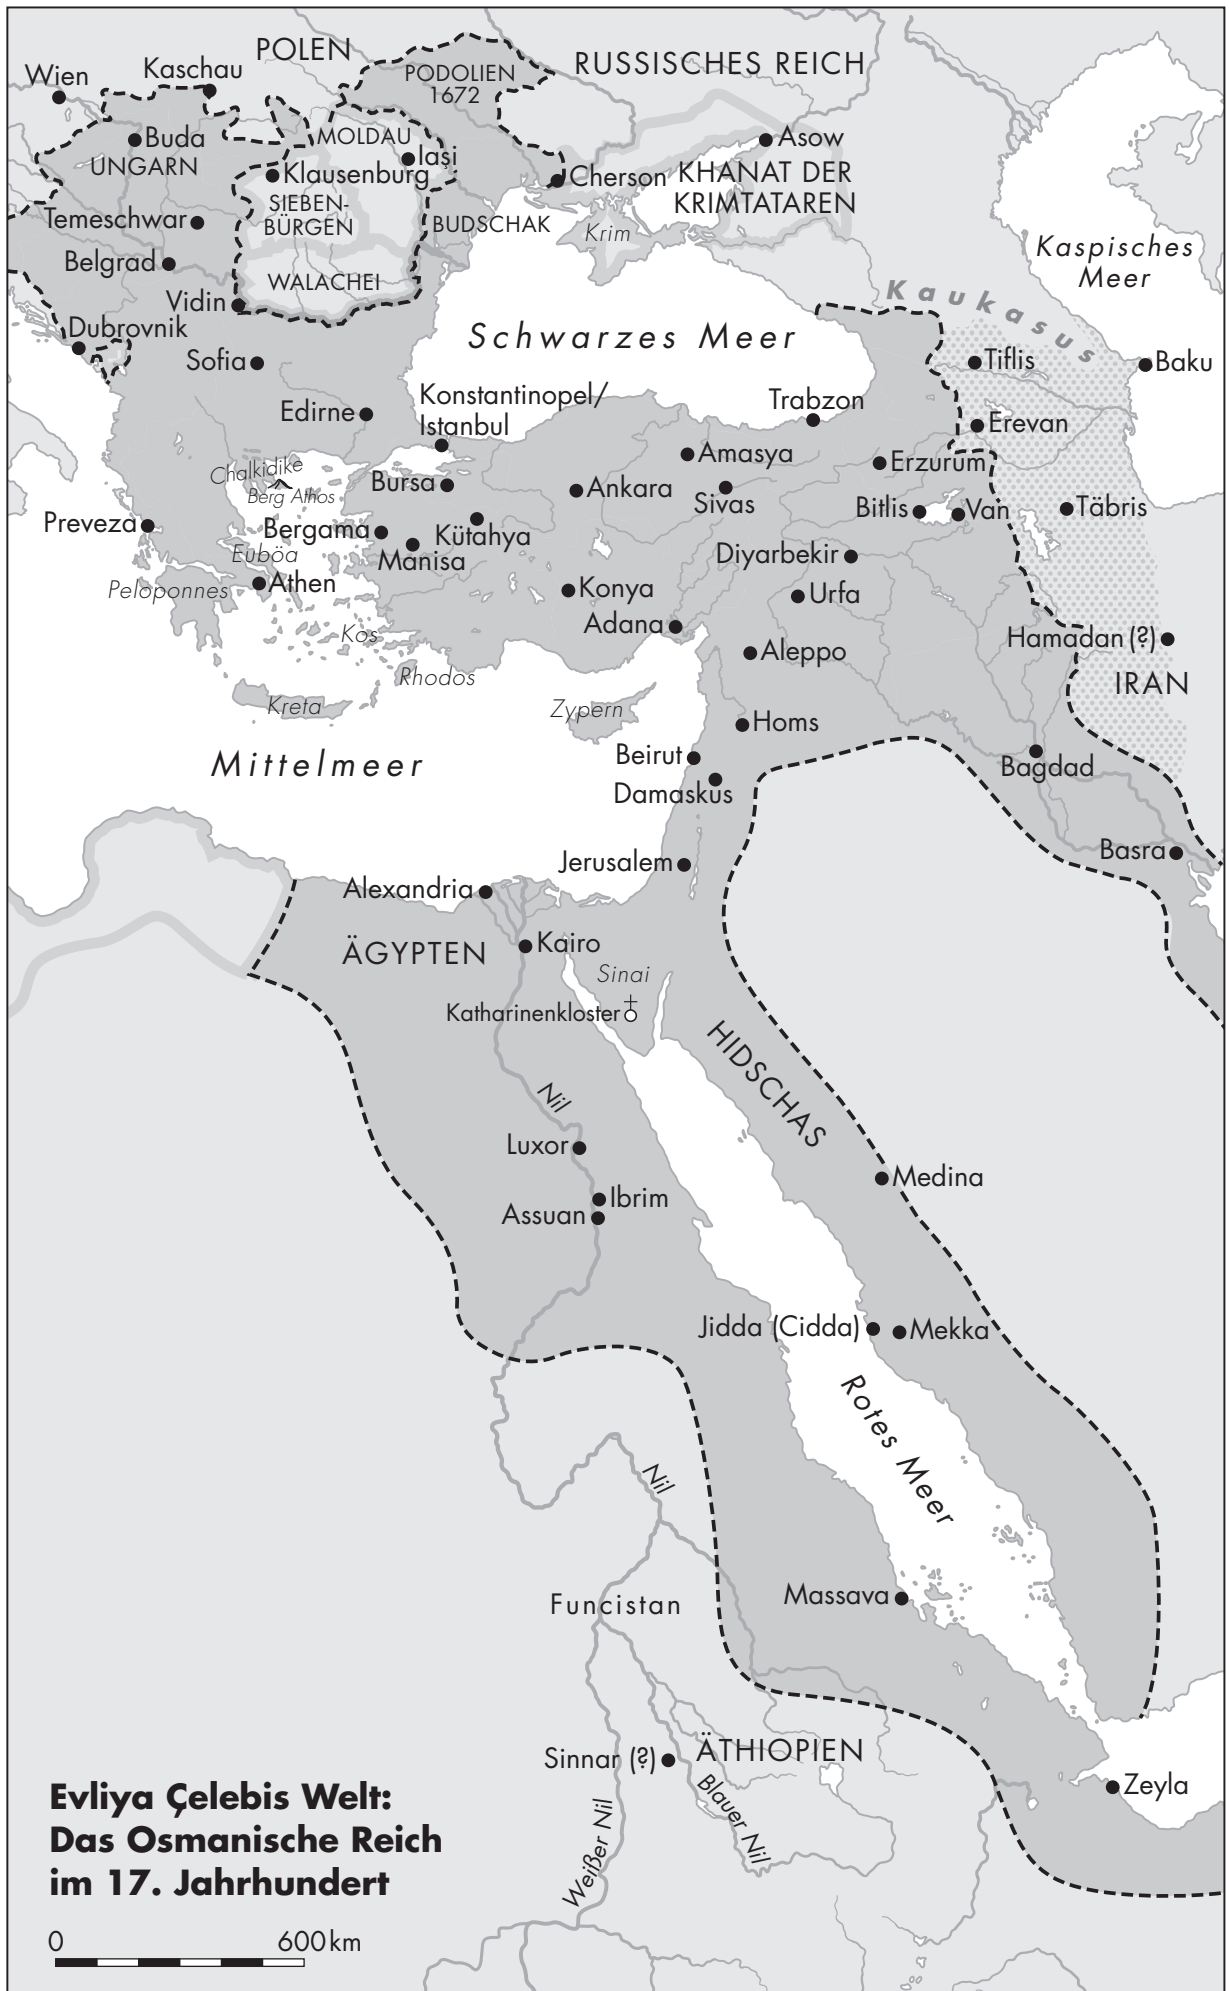 POLEN
RUSSISCHES REICH
Wien
Kaschau
PODOLIEN
1672
Buda
UNGARN
MOLDAU
Iaşi
Klausenburg
Asow
Cherson
KHANAT DER
KRIMTATAREN
SIEBEN-
BÜRGEN
Temeschwar
BUDSCHAK
Krim
Kaspisches
Meer
Belgrad
WALACHEI
Vidin
Kaukasus
Dubrovnik
Schwarzes Meer
Sofia
Tiflis
Baku
Konstantinopel/
Istanbul
Edirne
Trabzon
Erevan
Amasya
Erzurum
Chalkidike
Berg Athos
Bursa
Ankara
Sivas
Bitlis
Van
Täbris
Preveza
Bergama
Kütahya
Manisa
Euböa
Diyarbekir
Peloponnes
Athen
Konya
Urfa
Adana
Kos
Hamadan (?)
Aleppo
Rhodos
IRAN
Kreta
Zypern
Homs
Mittelmeer
Beirut
Bagdad
Damaskus
Basra
Jerusalem
Alexandria
ÄGYPTEN
Kairo
Sinai
Katharinenkloster
HIDSCHAS
Nil
Luxor
Medina
Ibrim
Assuan
Jidda (Cidda)
Mekka
Rotes Meer
Nil
Massava
Funcistan
Sinnar (?)
ÄTHIOPIEN
Zeyla
Blauer Nil
Weißer Nil
Evliya Çelebis Welt:
Das Osmanische Reich
im 17. Jahrhundert
0 600 km